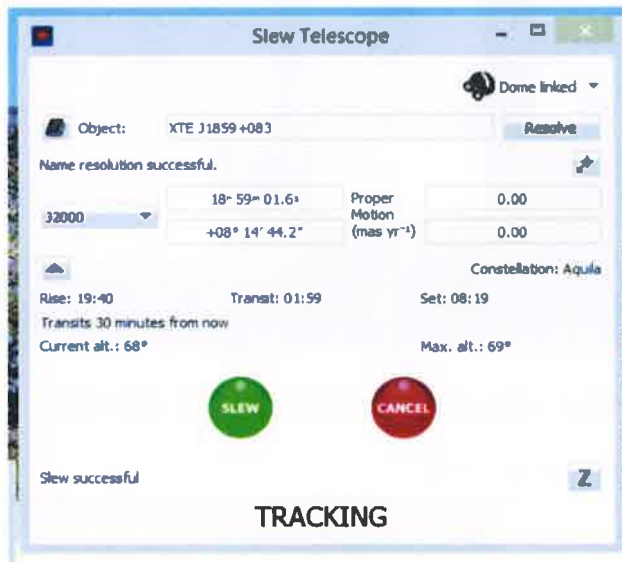 Slew Telescope
Dome linked
Object: XTE J1859+083 Resolve
Name resolution successful.
J2000 18ʰ 59ᵐ 01.6ˢ Proper Motion (mas yr⁻¹) 0.00
+08° 14′ 44.2″ 0.00
Constellation: Aquila
Rise: 19:40 Transit: 01:59 Set: 08:19
Transits 30 minutes from now
Current alt.: 68° Max. alt.: 69°
SLEW CANCEL
Slew successful Z
TRACKING